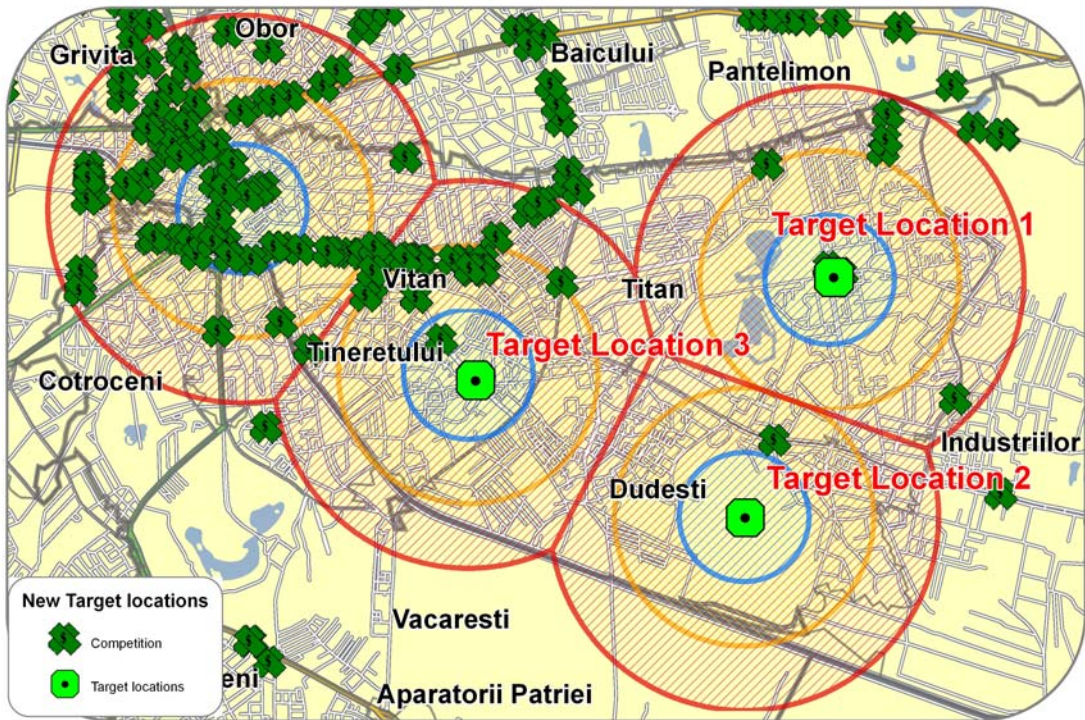 Obor
Grivita
Baicului
Pantelimon
Target Location 1
Vitan
Titan
Tineretului
Target Location 3
Cotroceni
Industriilor
Target Location 2
Dudesti
New Target locations
Vacaresti
Competition
eni
Target locations
Aparatorii Patriei